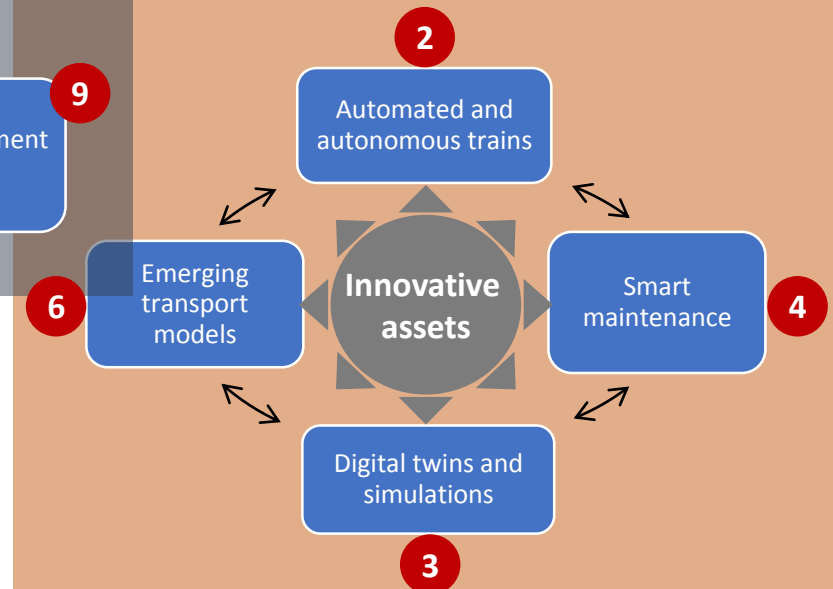 2
Automated and
autonomous trains
9
6
Emerging
transport
models
Innovative
assets
Smart
maintenance
4
Digital twins and
simulations
3